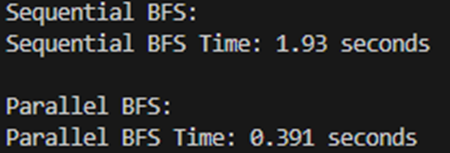 Sequential BFS:
Sequential BFS Time: 1.93 seconds
Parallel BFS:
Parallel BFS Time: 0.391 seconds